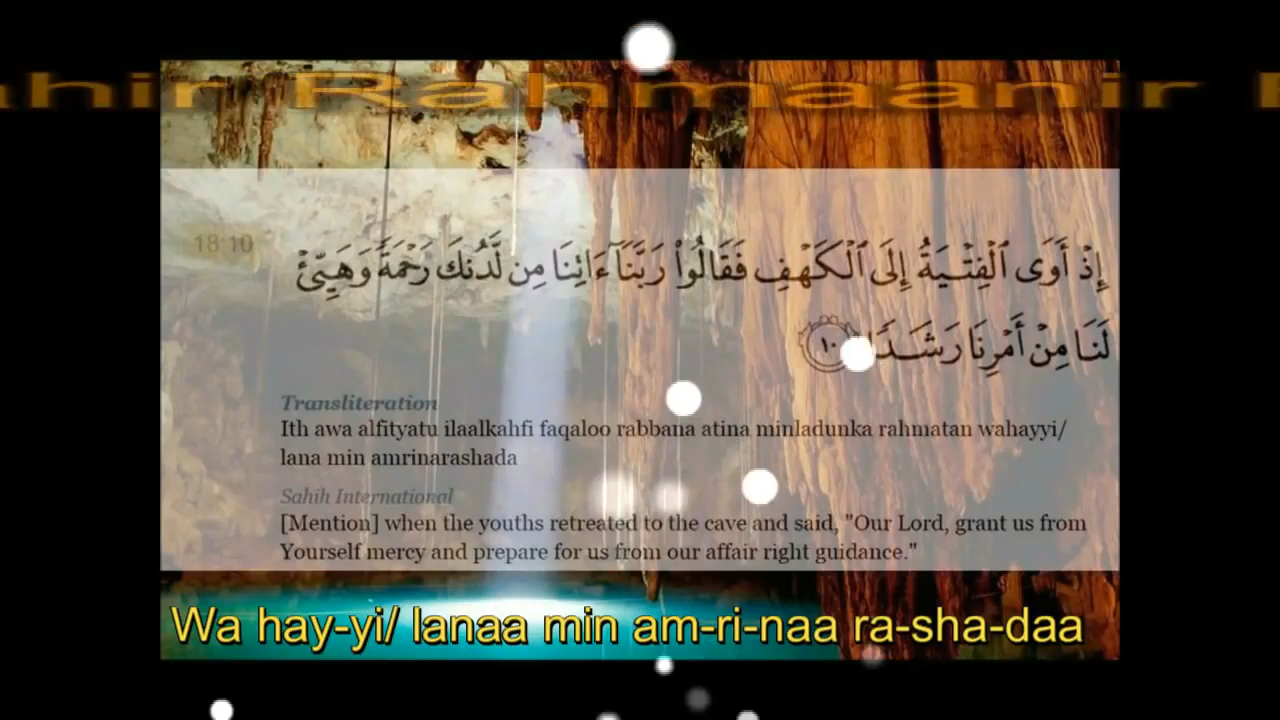 Rahmaanir
18:10
إِذْ أَوَى ٱلْفِتْيَةُ إِلَى ٱلْكَهْفِ فَقَالُوا۟ رَبَّنَآ ءَاتِنَا مِن لَّدُنكَ رَحْمَةً وَهَيِّئْ
لَنَا مِنْ أَمْرِنَا رَشَدًا ١٠
Transliteration
Ith awa alfityatu ilaalkahfi faqaloo rabbana atina minladunka rahmatan wahayyi/
lana min amrinarashada
Sahih International
[Mention] when the youths retreated to the cave and said, "Our Lord, grant us from
Yourself mercy and prepare for us from our affair right guidance."
Wa hay-yi/ lanaa min am-ri-naa ra-sha-daa